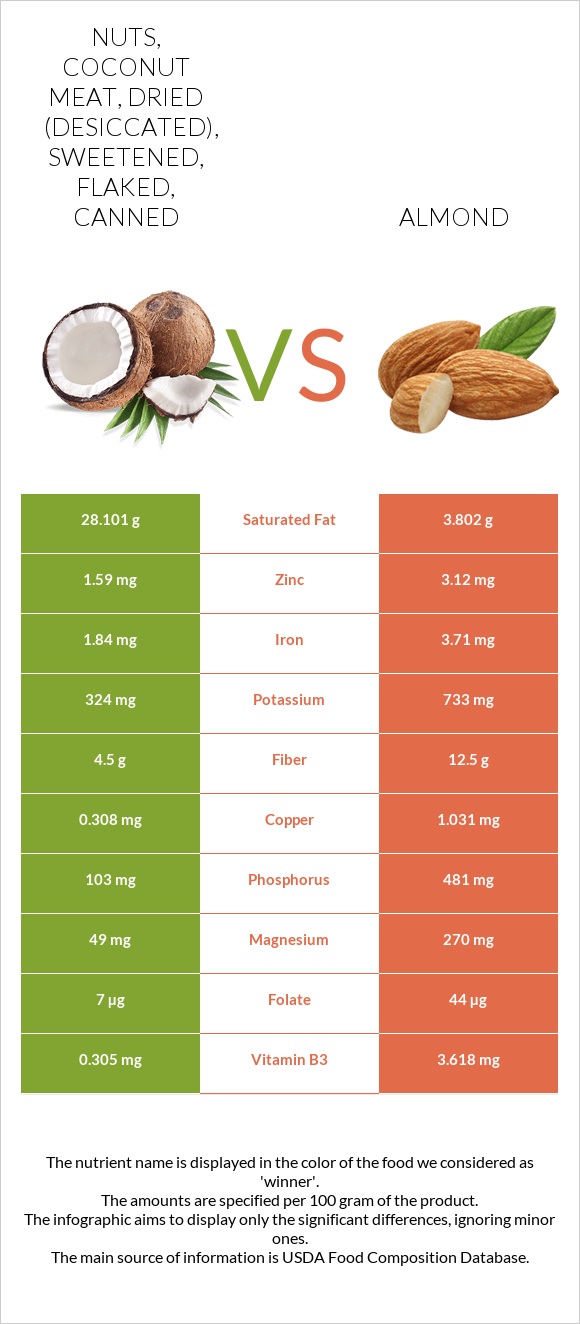 NUTS,
COCONUT
MEAT, DRIED
(DESICCATED),
SWEETENED,
FLAKED,
CANNED
ALMOND
VS
28.101 g Saturated Fat 3.802 g
1.59 mg Zinc 3.12 mg
1.84 mg Iron 3.71 mg
324 mg Potassium 733 mg
4.5 g Fiber 12.5 g
0.308 mg Copper 1.031 mg
103 mg Phosphorus 481 mg
49 mg Magnesium 270 mg
7 µg Folate 44 µg
0.305 mg Vitamin B3 3.618 mg
The nutrient name is displayed in the color of the food we considered as
'winner'.
The amounts are specified per 100 gram of the product.
The infographic aims to display only the significant differences, ignoring minor
ones.
The main source of information is USDA Food Composition Database.